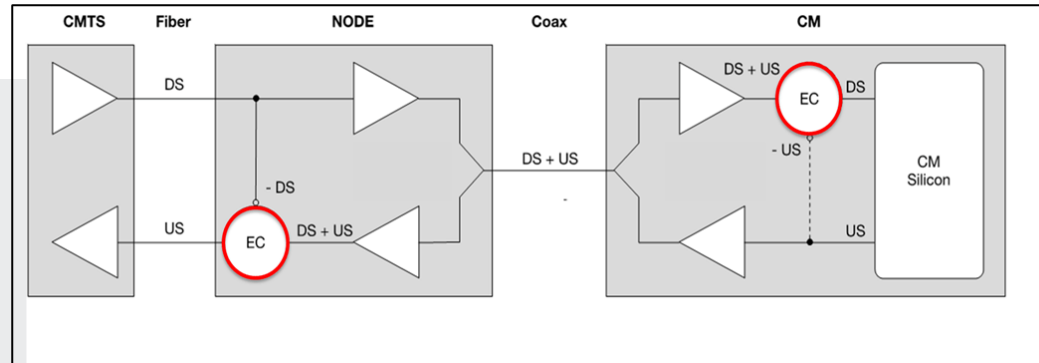 CMTS Fiber NODE Coax CM
DS
DS + US
EC
DS
- DS
DS + US
- US
CM
Silicon
US
EC
DS + US
US
-